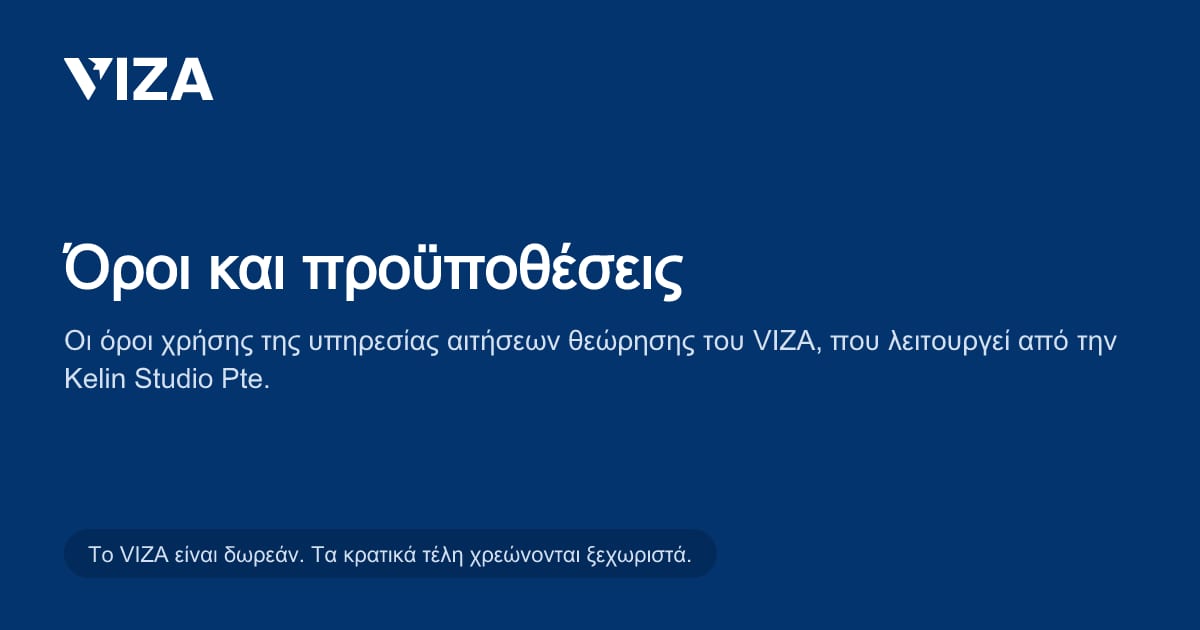 VIZA
Όροι και προϋποθέσεις
Οι όροι χρήσης της υπηρεσίας αιτήσεων θεώρησης του VIZA, που λειτουργεί από την
Kelin Studio Pte.
Το VIZA είναι δωρεάν. Τα κρατικά τέλη χρεώνονται ξεχωριστά.